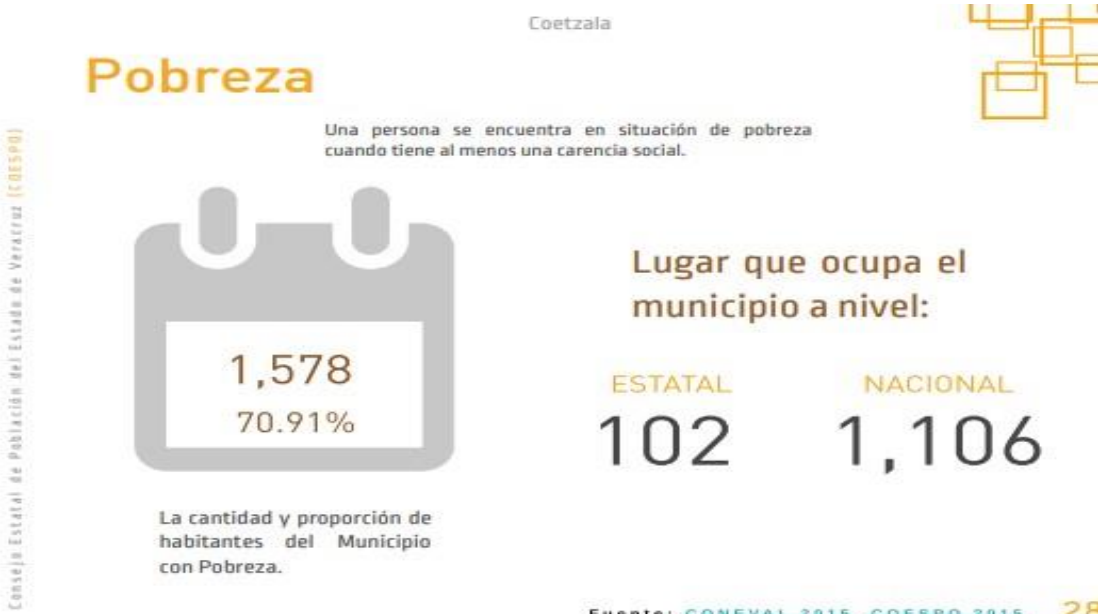 Coetzala
Pobreza
Una persona se encuentra en situación de pobreza
cuando tiene al menos una carencia social.
Consejo Estatal de Población del Estado de Veracruz (COESPO)
1,578
70.91%
La cantidad y proporción de
habitantes del Municipio
con Pobreza.
Lugar que ocupa el
municipio a nivel:
ESTATAL
102
NACIONAL
1,106
Fuente: CONEVAL 2015, COESPO 2015
28